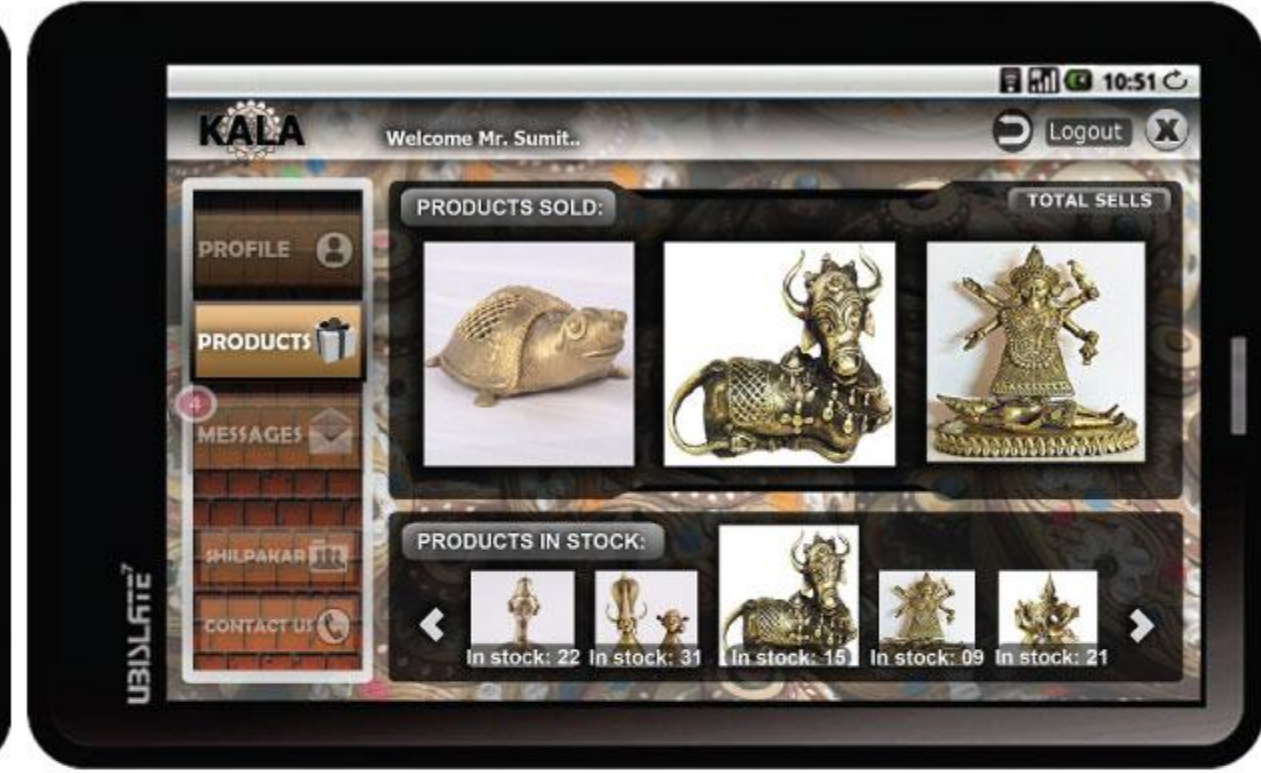 10:51
KALA
Welcome Mr. Sumit..
Logout
X
PROFILE
PRODUCTS
4
MESSAGES
SHILPAKAR
CONTACT US
PRODUCTS SOLD:
TOTAL SELLS
PRODUCTS IN STOCK:
In stock: 22
In stock: 31
In stock: 15
In stock: 09
In stock: 21
UBISLATE7